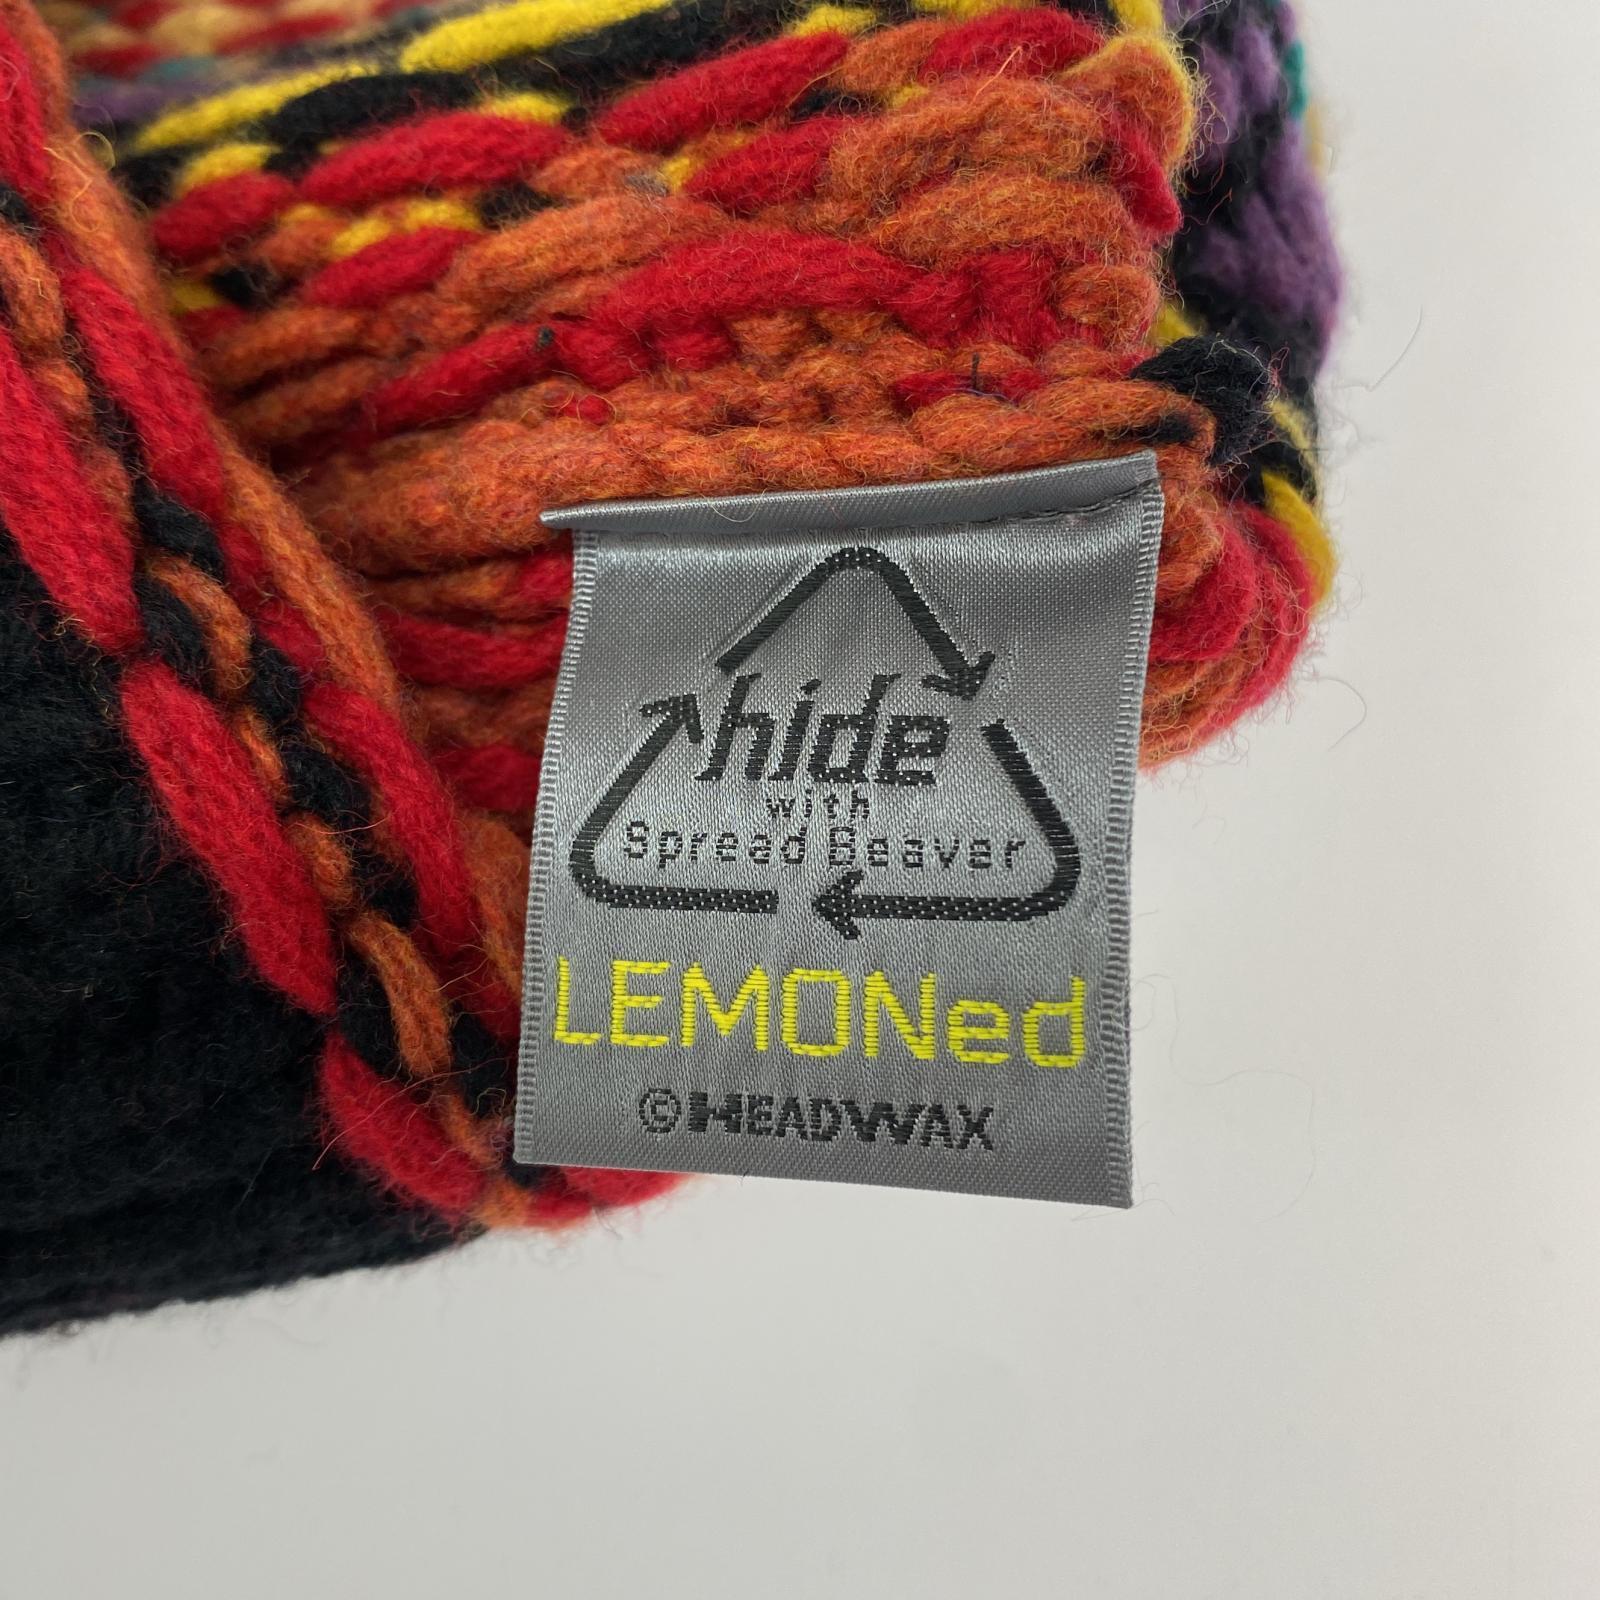 hide
with
Spread Beaver
LEMONed
©HEADWAX